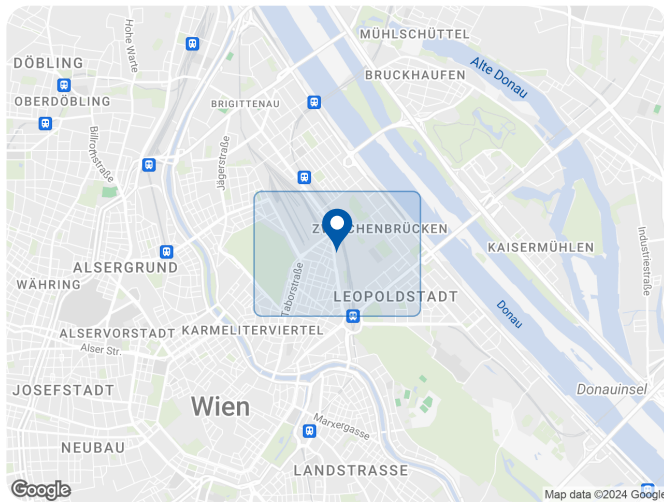 MÜHLSCHÜTTEL
Hohe Warte
DÖBLING
Alte Donau
BRUCKHAUFEN
OBERDÖBLING
BRIGITTENAU
Billrothstraße
Jägerstraße
ZWISCHENBRÜCKEN
KAISERMÜHLEN
Industriestraße
ALSERGRUND
Taborstraße
WÄHRING
LEOPOLDSTADT
Donau
ALSERVORSTADT
KARMELITERVIERTEL
Alser Str.
JOSEFSTADT
Donauinsel
Wien
Marxergasse
NEUBAU
LANDSTRASSE
Google
Map data ©2024 Google